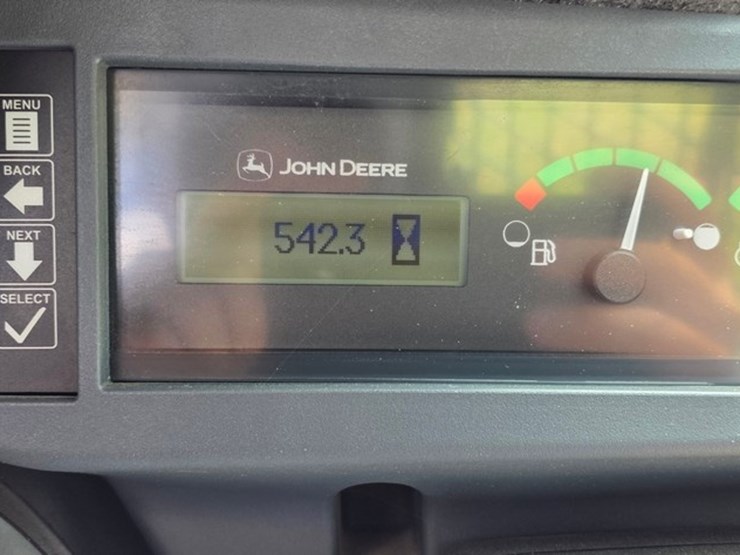 MENU
BACK
NEXT
SELECT
JOHN DEERE
542.3